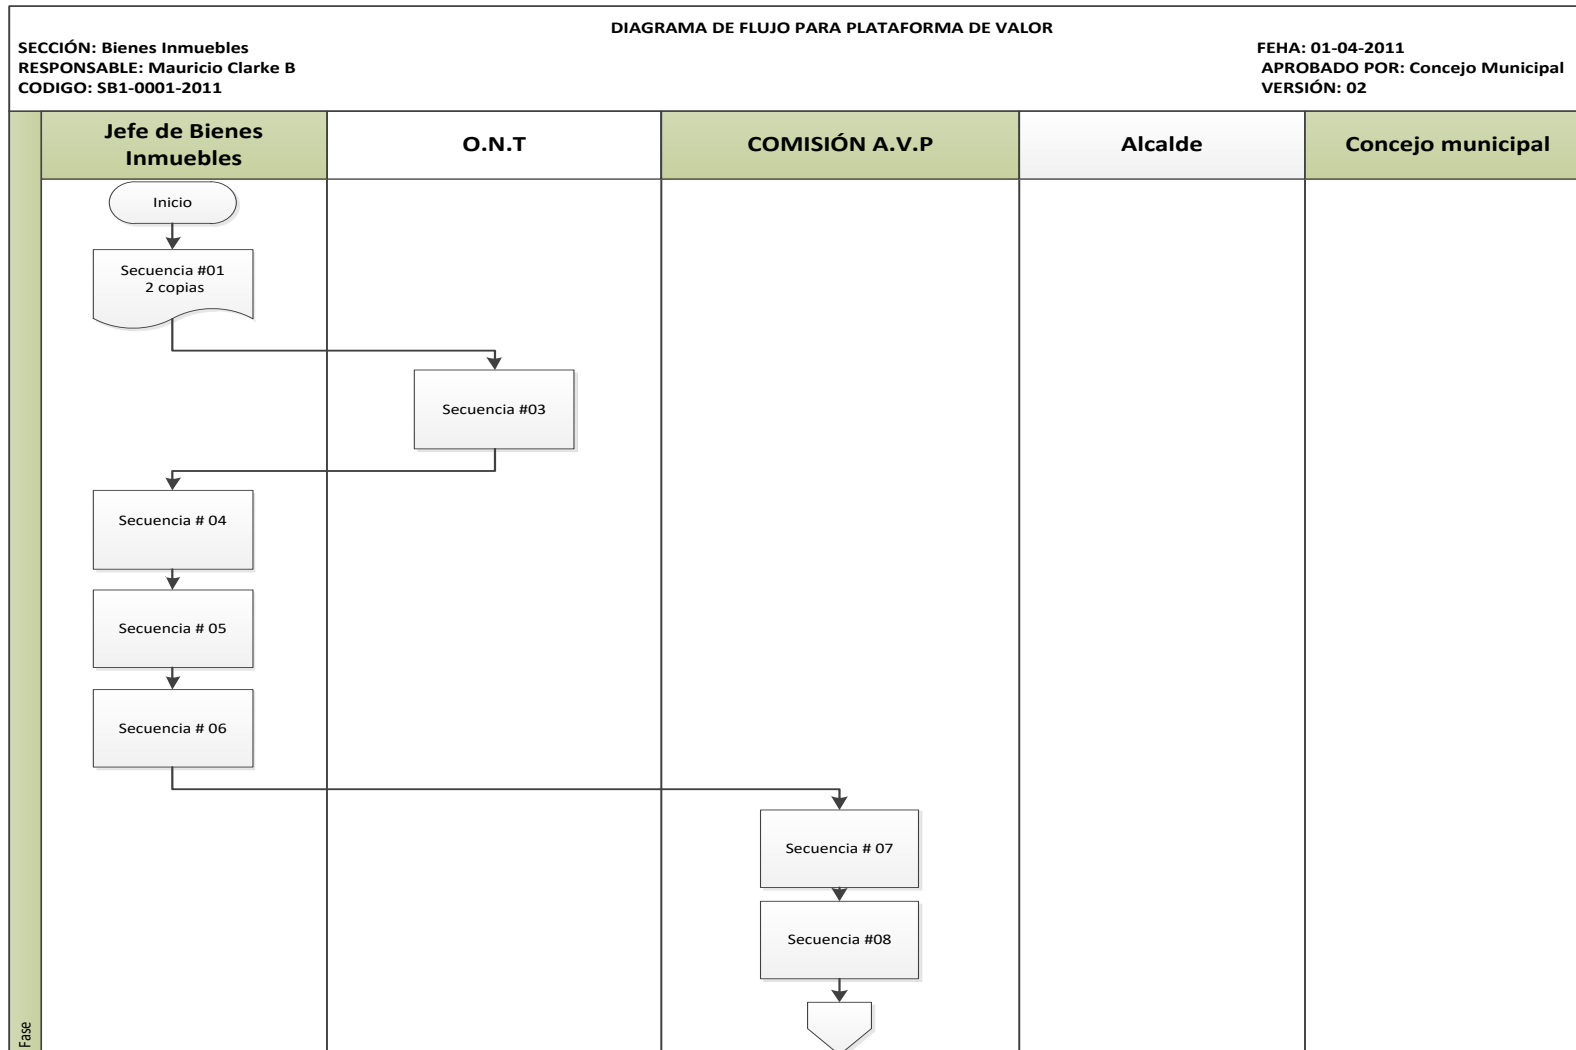 DIAGRAMA DE FLUJO PARA PLATAFORMA DE VALOR
SECCIÓN: Bienes Inmuebles
RESPONSABLE: Mauricio Clarke B
CODIGO: SB1-0001-2011
FEHA: 01-04-2011
APROBADO POR: Concejo Municipal
VERSIÓN: 02
Jefe de Bienes
Inmuebles
O.N.T
COMISIÓN A.V.P
Alcalde
Concejo municipal
Inicio
Secuencia #01
2 copias
Secuencia #03
Secuencia # 04
Secuencia # 05
Secuencia # 06
Secuencia # 07
Secuencia #08
Fase